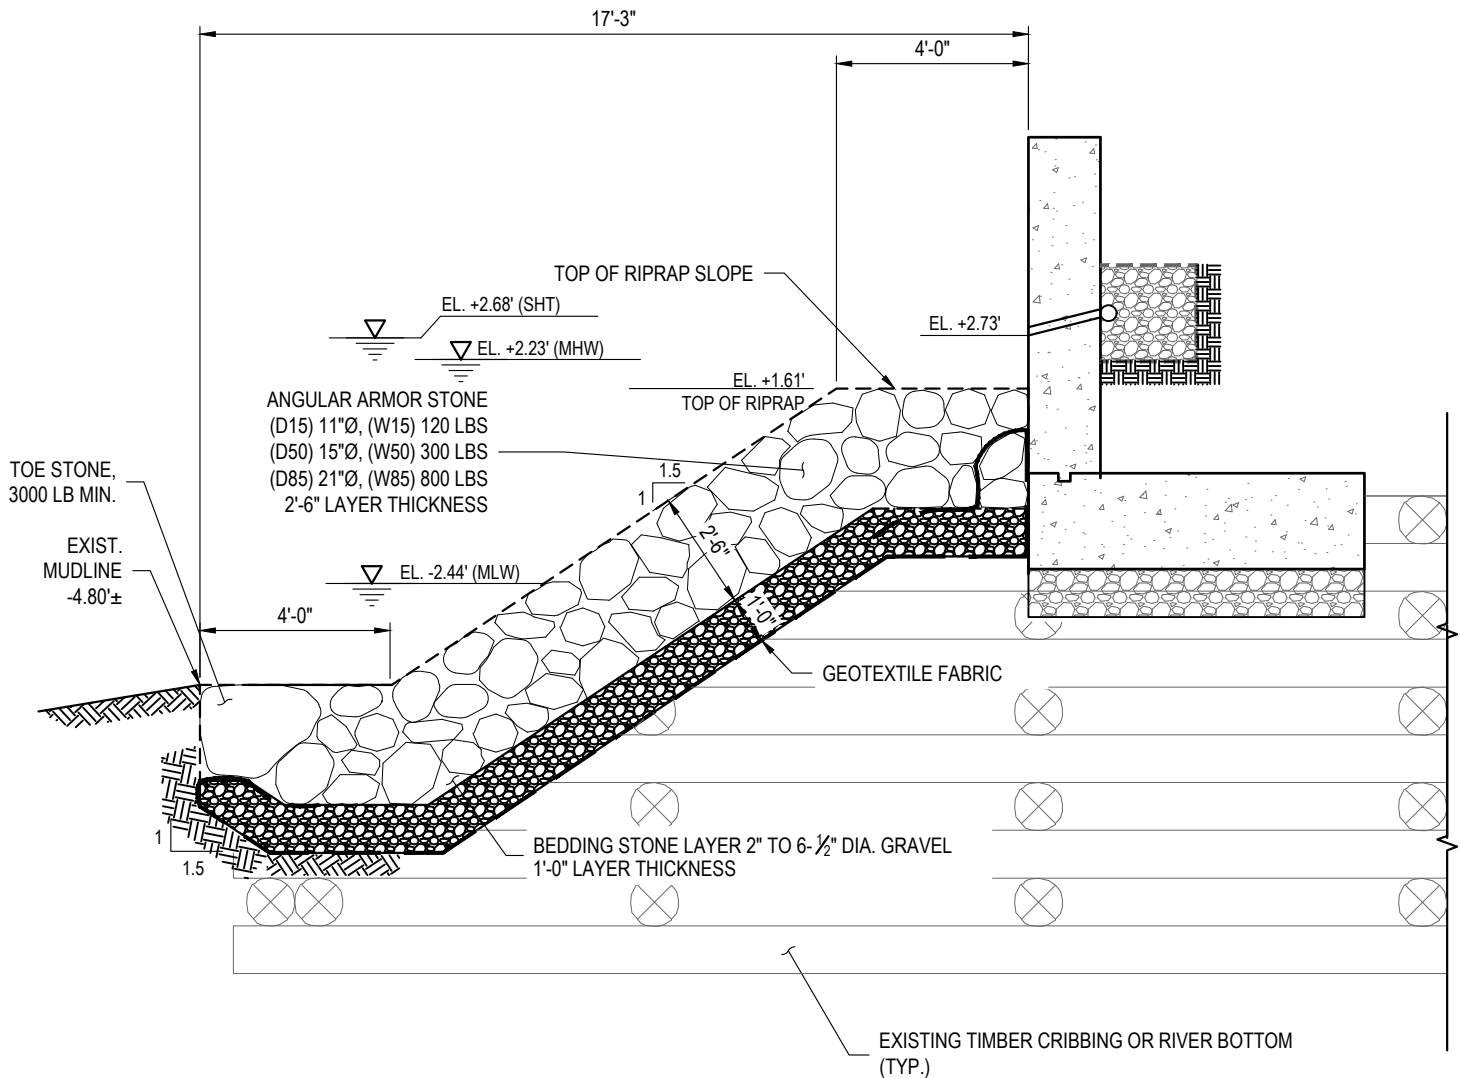 17'-3"
4'-0"
TOP OF RIPRAP SLOPE
EL. +2.68' (SHT)
EL. +2.73'
EL. +2.23' (MHW)
EL. +1.61'
TOP OF RIPRAP
ANGULAR ARMOR STONE
(D15) 11"Ø, (W15) 120 LBS
(D50) 15"Ø, (W50) 300 LBS
(D85) 21"Ø, (W85) 800 LBS
2'-6" LAYER THICKNESS
TOE STONE,
3000 LB MIN.
1.5
1
2'-6"
EXIST.
MUDLINE
-4.80'±
EL. -2.44' (MLW)
4'-0"
1'-0"
GEOTEXTILE FABRIC
1
1.5
BEDDING STONE LAYER 2" TO 6-½" DIA. GRAVEL
1'-0" LAYER THICKNESS
EXISTING TIMBER CRIBBING OR RIVER BOTTOM
(TYP.)